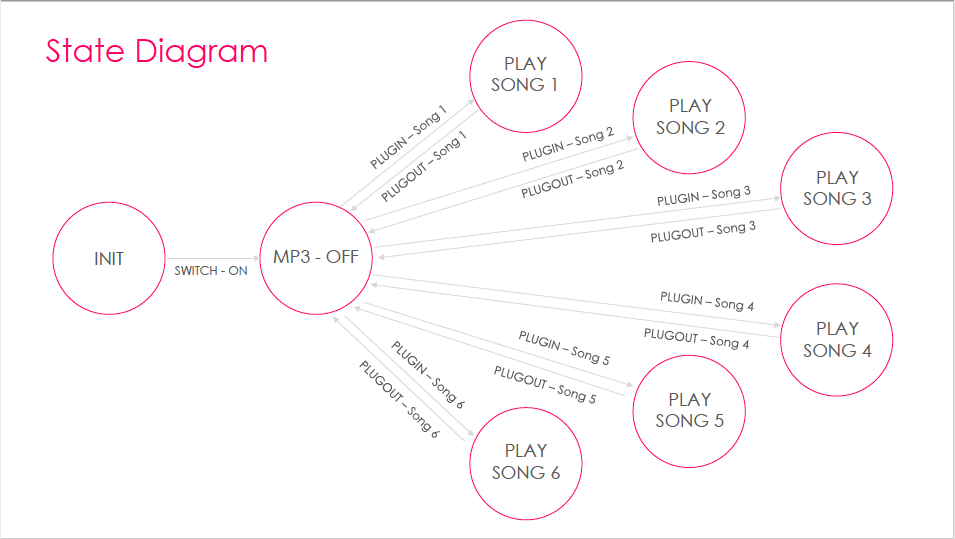 State Diagram
PLAY
SONG 1
PLAY
SONG 2
PLAY
SONG 3
PLUGIN – Song 1
PLUGOUT – Song 1
PLUGIN – Song 2
PLUGOUT – Song 2
PLUGIN – Song 3
PLUGOUT – Song 3
INIT
SWITCH - ON
MP3 - OFF
PLUGIN – Song 4
PLUGOUT – Song 4
PLAY
SONG 4
PLUGIN – Song 5
PLUGOUT – Song 5
PLAY
SONG 5
PLUGIN – Song 6
PLUGOUT – Song 6
PLAY
SONG 6